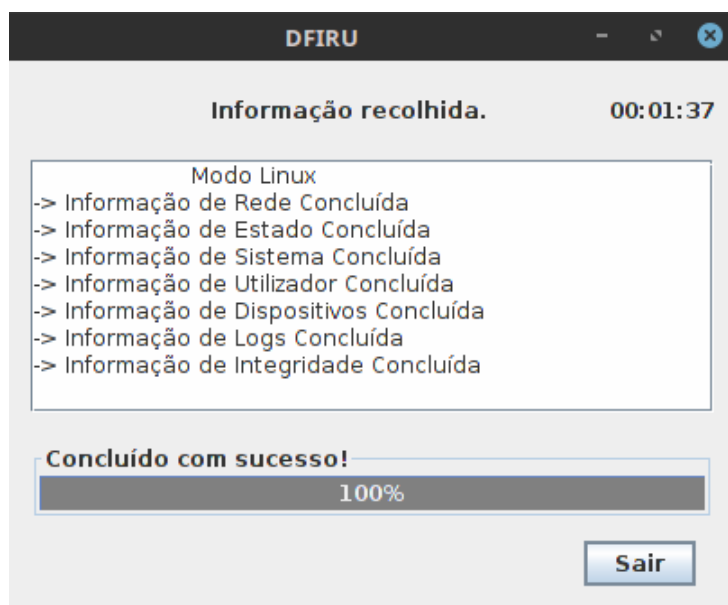 DFIRU
Informação recolhida. 00:01:37
Modo Linux
-> Informação de Rede Concluída
-> Informação de Estado Concluída
-> Informação de Sistema Concluída
-> Informação de Utilizador Concluída
-> Informação de Dispositivos Concluída
-> Informação de Logs Concluída
-> Informação de Integridade Concluída
Concluído com sucesso!
100%
Sair